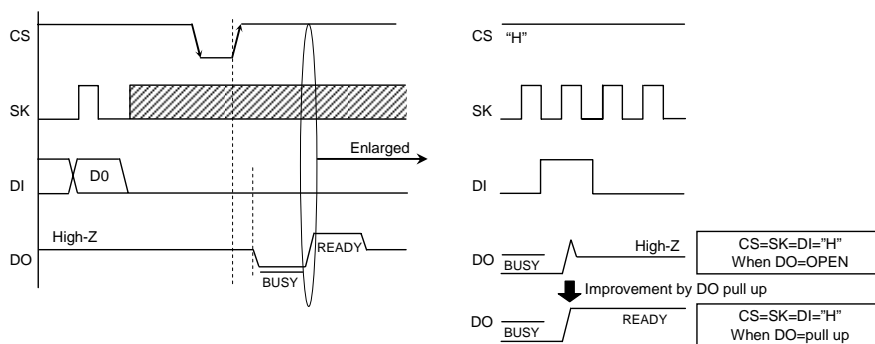 CS
SK
DI
D0
High-Z
DO
BUSY
READY
Enlarged
CS
“H”
SK
DI
DO
BUSY
High-Z
CS=SK=DI=”H”
When DO=OPEN
Improvement by DO pull up
DO
BUSY
READY
CS=SK=DI=”H”
When DO=pull up